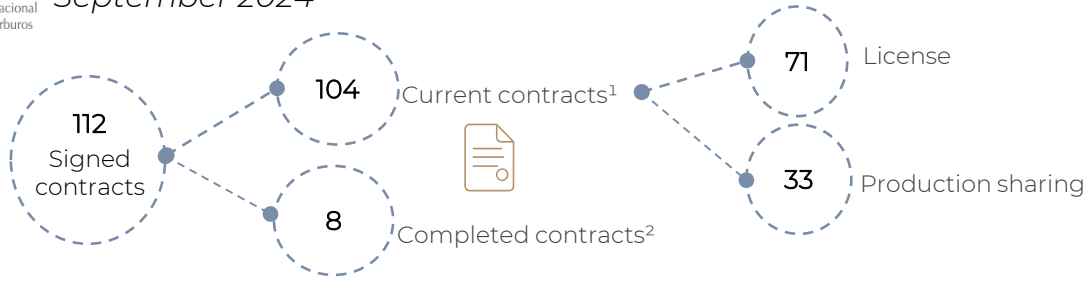 acional
rburos
September 2024
112
Signed
contracts
104
Current contracts¹
8
Completed contracts²
71
License
33
Production sharing